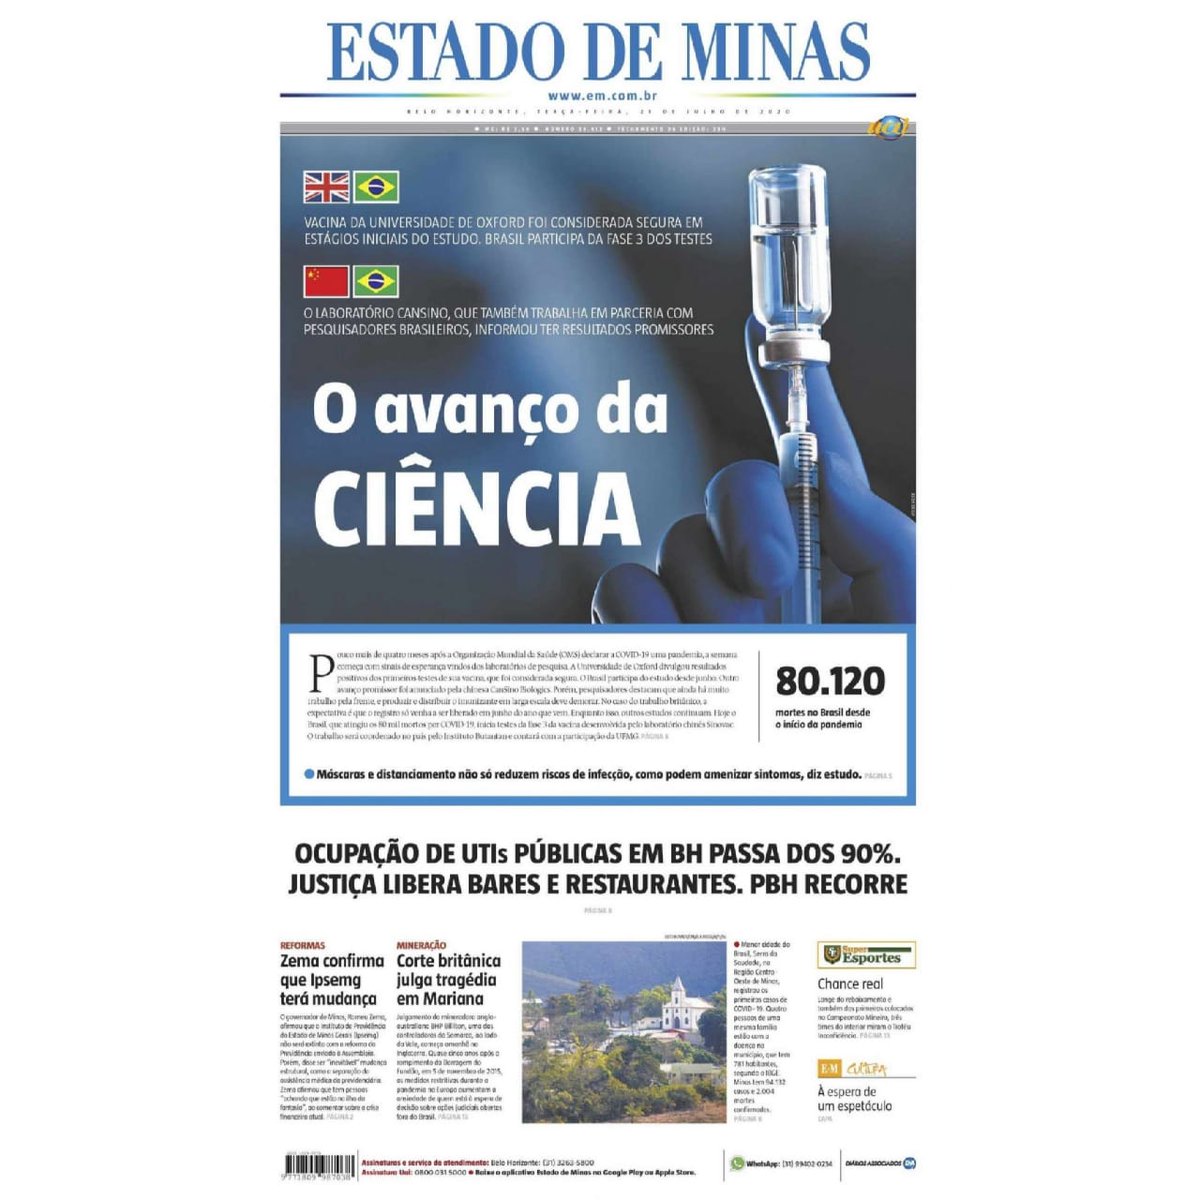 ESTADO DE MINAS
www.em.com.br
BELO HORIZONTE, TERÇA-FEIRA, 21 DE JULHO DE 2020
uai
VACINA DA UNIVERSIDADE DE OXFORD FOI CONSIDERADA SEGURA EM
ESTÁGIOS INICIAIS DO ESTUDO. BRASIL PARTICIPA DA FASE 3 DOS TESTES
O LABORATÓRIO CANSINO, QUE TAMBÉM TRABALHA EM PARCERIA COM
PESQUISADORES BRASILEIROS, INFORMOU TER RESULTADOS PROMISSORES
O avanço da
CIÊNCIA
Pouco mais de quatro meses após a Organização Mundial da Saúde (OMS) declarar a COVID-19 uma pandemia, a semana
começa com sinais de esperança vindos dos laboratórios de pesquisa. A Universidade de Oxford divulgou resultados
positivos dos primeiros testes de sua vacina, que foi considerada segura. O Brasil participa do estudo desde junho. Outro
avanço promissor foi anunciado pela chinesa CanSino Biologics. Porém, pesquisadores destacam que ainda há muito
trabalho pela frente, e produzir e distribuir o imunizante em larga escala deve demorar. No caso do trabalho britânico, a
expectativa é que o registro só venha a ser liberado em junho do ano que vem. Enquanto isso outros estudos continuam. Hoje o
Brasil, que atingiu os 80 mil mortos por COVID-19, inicia testes da fase 3 da vacina desenvolvida pelo laboratório chinês Sinovac.
O trabalho será coordenado no país pelo Instituto Butantan e contará com a participação da UFMG. PÁGINA 6
80.120
mortes no Brasil desde
o início da pandemia
Máscaras e distanciamento não só reduzem riscos de infecção, como podem amenizar sintomas, diz estudo. PÁGINA 5
OCUPAÇÃO DE UTIs PÚBLICAS EM BH PASSA DOS 90%.
JUSTIÇA LIBERA BARES E RESTAURANTES. PBH RECORRE
PÁGINA 8
REFORMAS
Zema confirma
que Ipsemg
terá mudança
O governador de Minas, Romeu Zema,
afirmou que o Instituto de Previdência
do Estado de Minas Gerais (Ipsemg)
não será extinto com a reforma da
Previdência enviada à Assembleia.
Porém, disse ser "inevitável" mudança
estrutural, como a separação da
assistência médica da previdenciária.
Zema afirmou que tem pessoas
"achando que estão na ilha da
fantasia", ao comentar sobre a crise
financeira atual. PÁGINA 2
MINERAÇÃO
Corte britânica
julga tragédia
em Mariana
Julgamento da mineradora anglo-
australiana BHP Billiton, uma das
controladoras da Samarco, ao lado
da Vale, começa amanhã na
Inglaterra. Quase cinco anos após o
rompimento da Barragem do
Fundão, em 5 de novembro de 2015,
as medidas restritivas durante a
pandemia na Europa aumentam a
ansiedade de quem está à espera de
decisão sobre ações judiciais abertas
fora do Brasil. PÁGINA 13
Menor cidade do
Brasil, Serra da
Saudade, na
Região Centro-
Oeste de Minas,
registrou os
primeiros casos de
COVID-19. Quatro
pessoas de uma
mesma família
estão com a
doença no
município, que tem
781 habitantes,
segundo o IBGE.
Minas tem 94.132
casos e 2.004
mortes
confirmadas.
PÁGINA 6
Super
Esportes
Chance real
Longe do rebaixamento e
também dos primeiros colocados
no Campeonato Mineiro, três
times do interior miram o troféu
Inconfidência. PÁGINA 15
EM CULTURA
À espera de
um espetáculo
CAPA
9771809 987038
Assinaturas e serviço de atendimento: Belo Horizonte: (31) 3263-5800
Assinatura Uai: 0800 031 5000 ● Baixe o aplicativo Estado de Minas no Google Play ou Apple Store.
WhatsApp: (31) 99402-0234
DIÁRIOS ASSOCIADOS DA